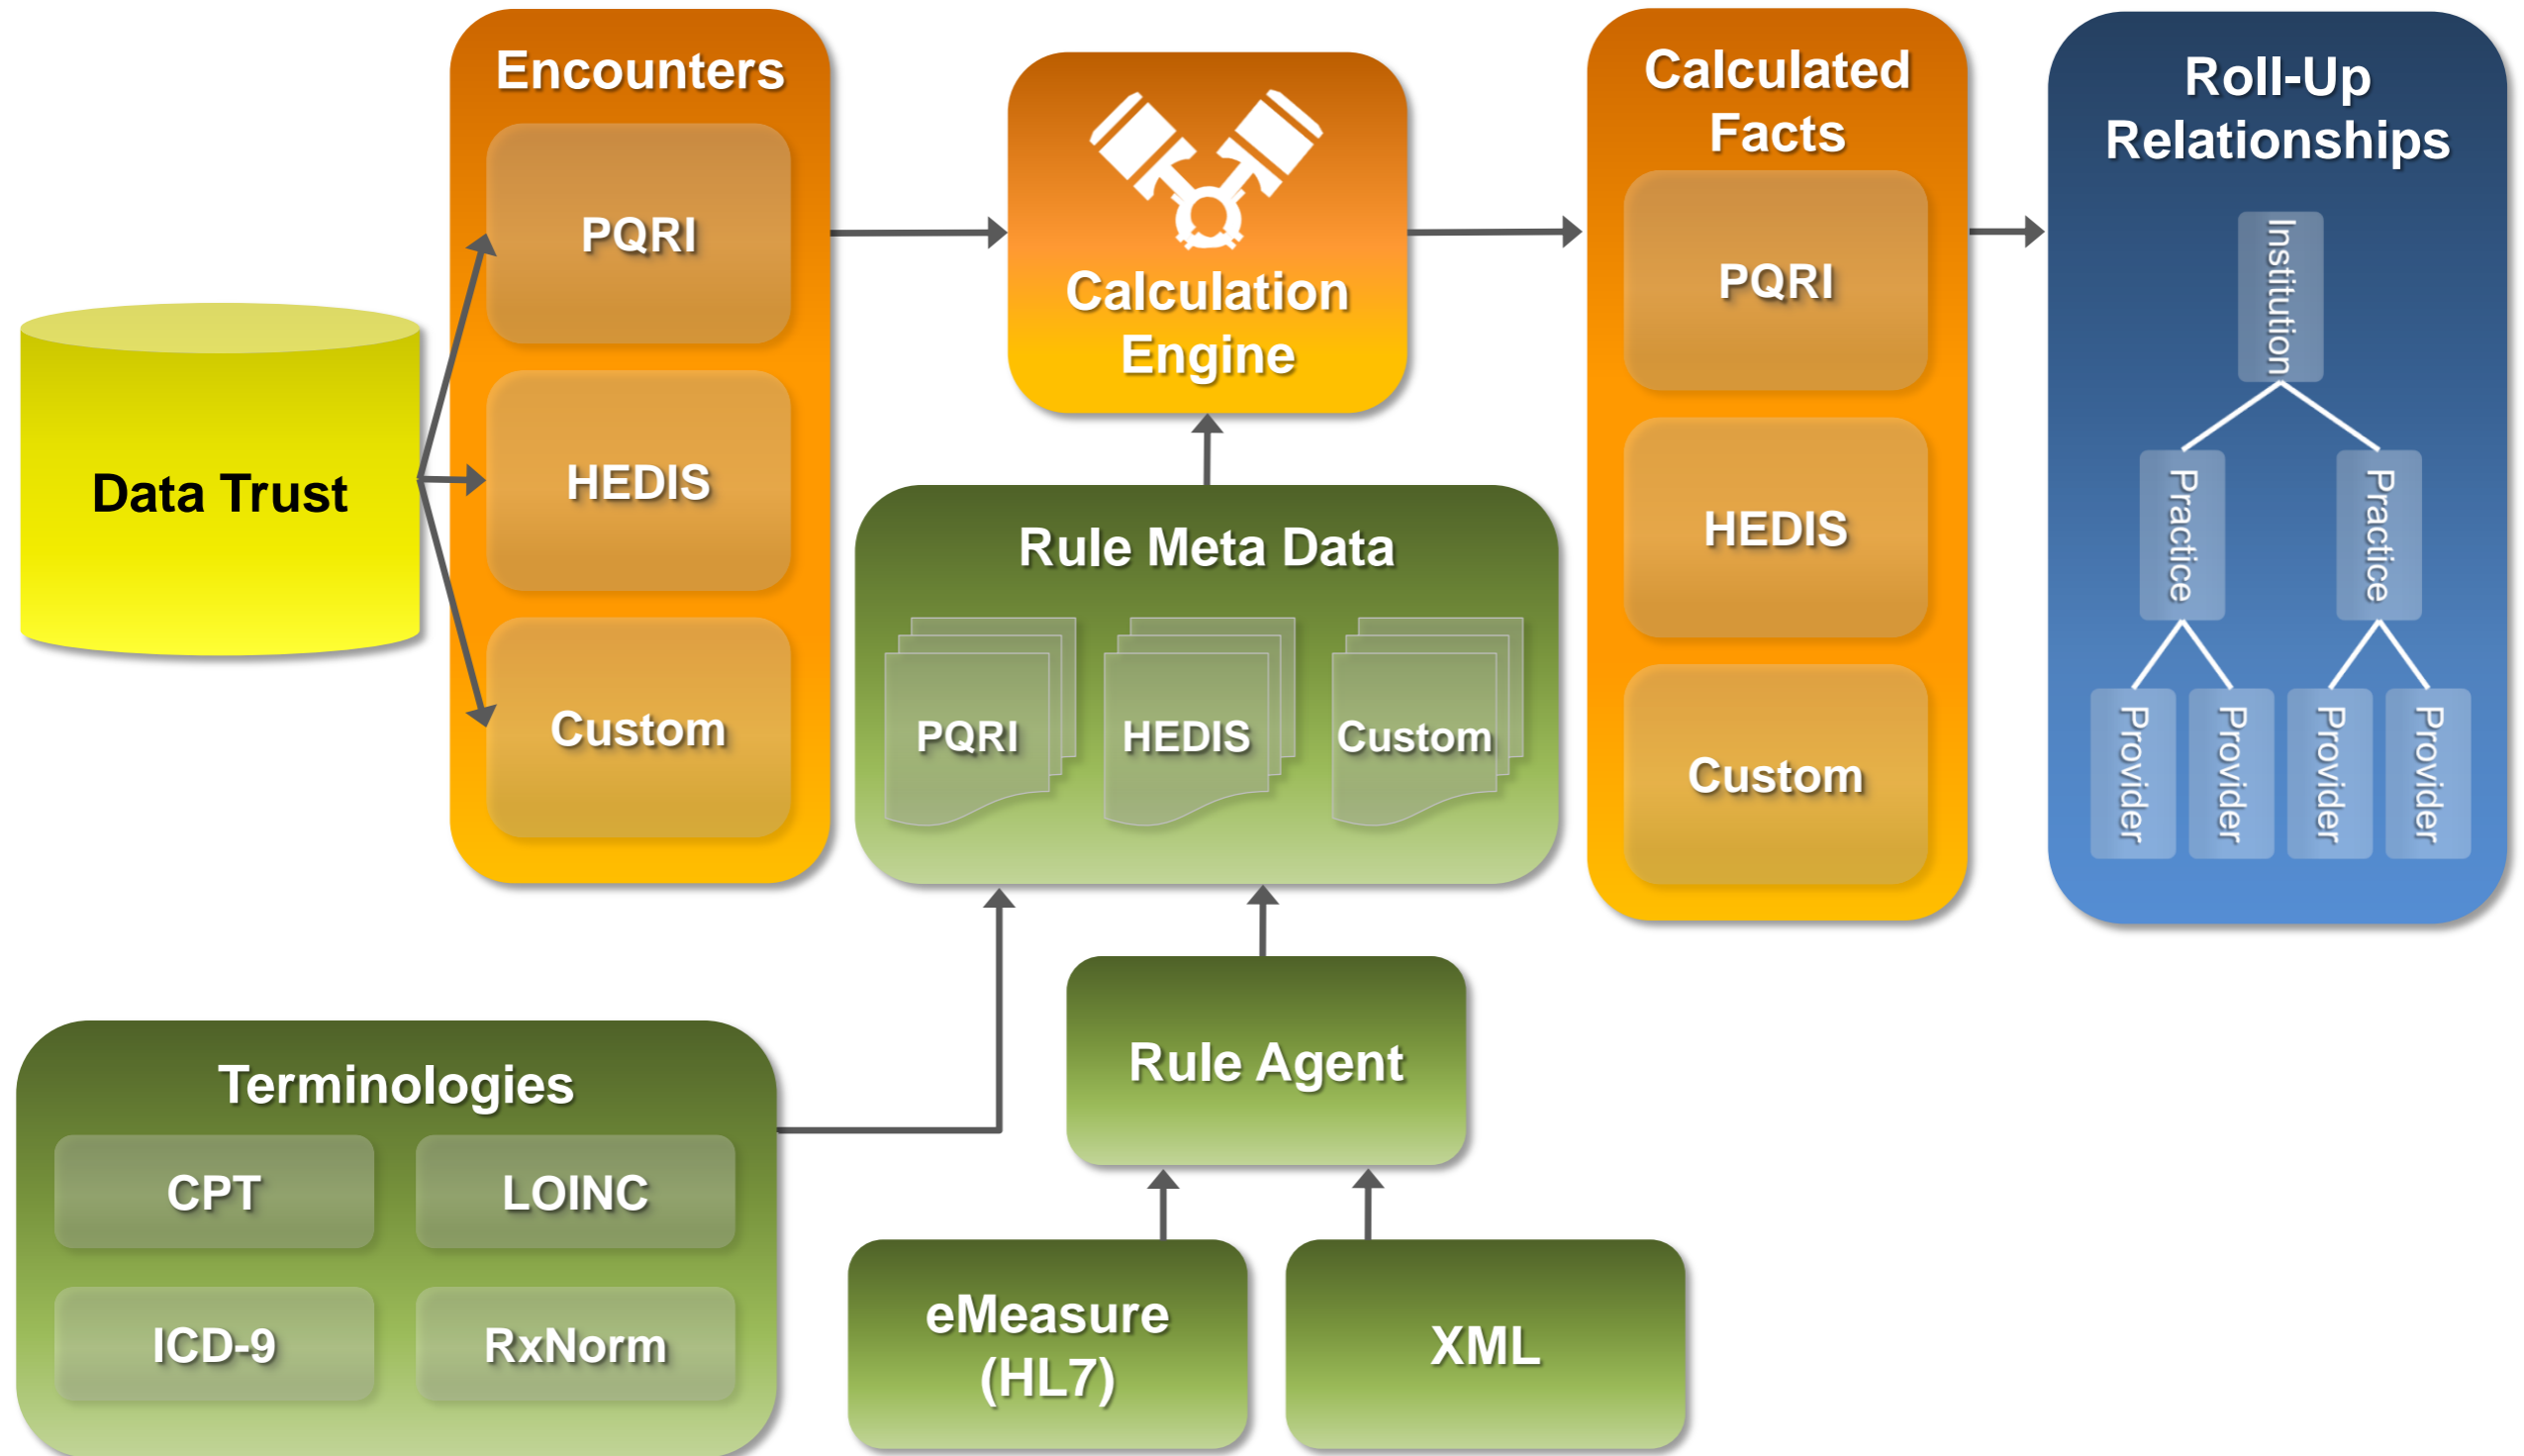 Encounters
PQRI
HEDIS
Custom
Data Trust
Calculation
Engine
Calculated
Facts
PQRI
HEDIS
Custom
Roll-Up
Relationships
Institution
Practice
Practice
Provider
Provider
Provider
Provider
Rule Meta Data
PQRI
HEDIS
Custom
Rule Agent
Terminologies
CPT
LOINC
ICD-9
RxNorm
eMeasure
(HL7)
XML